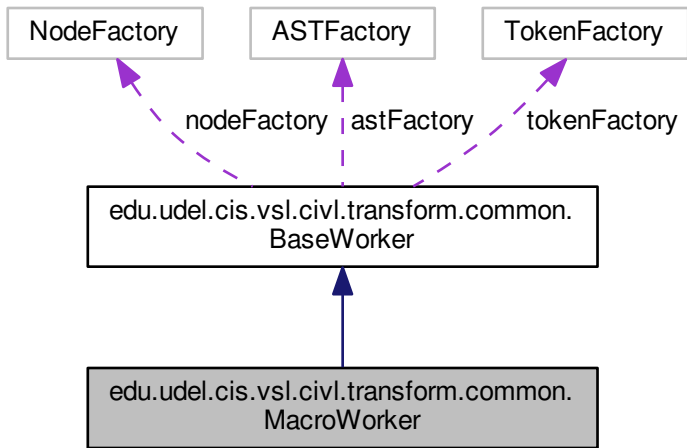 NodeFactory
ASTFactory
TokenFactory
nodeFactory
astFactory
tokenFactory
edu.udel.cis.vsl.civl.transform.common.
BaseWorker
edu.udel.cis.vsl.civl.transform.common.
MacroWorker